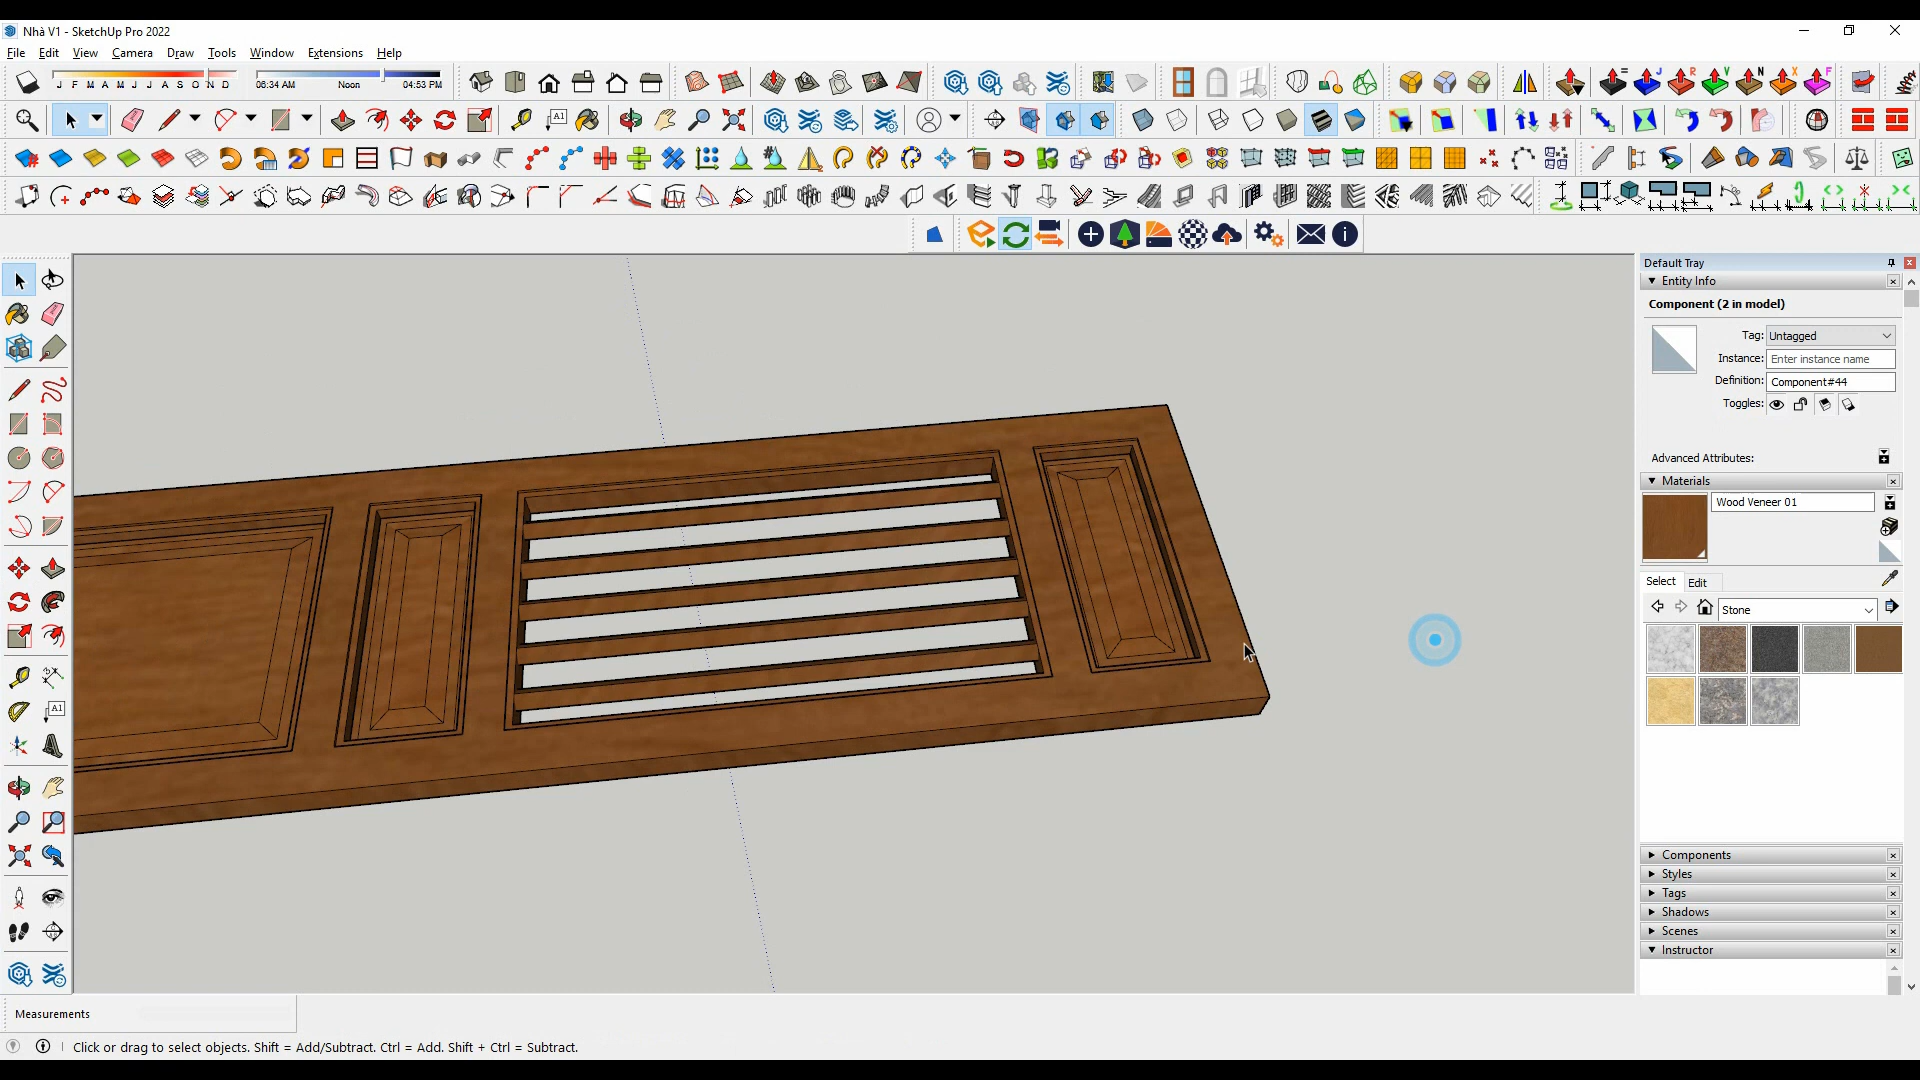 Nhà V1 - SketchUp Pro 2022
File Edit View Camera Draw Tools Window Extensions Help
J F M A M J J A S O N D
06:34 AM Noon 04:53 PM
Default Tray
Entity Info
Component (2 in model)
Tag: Untagged
Instance: Enter instance name
Definition: Component#44
Toggles:
Advanced Attributes:
Materials
Wood Veneer 01
Select Edit
Stone
Components
Styles
Tags
Shadows
Scenes
Instructor
Measurements
Click or drag to select objects. Shift = Add/Subtract. Ctrl = Add. Shift + Ctrl = Subtract.